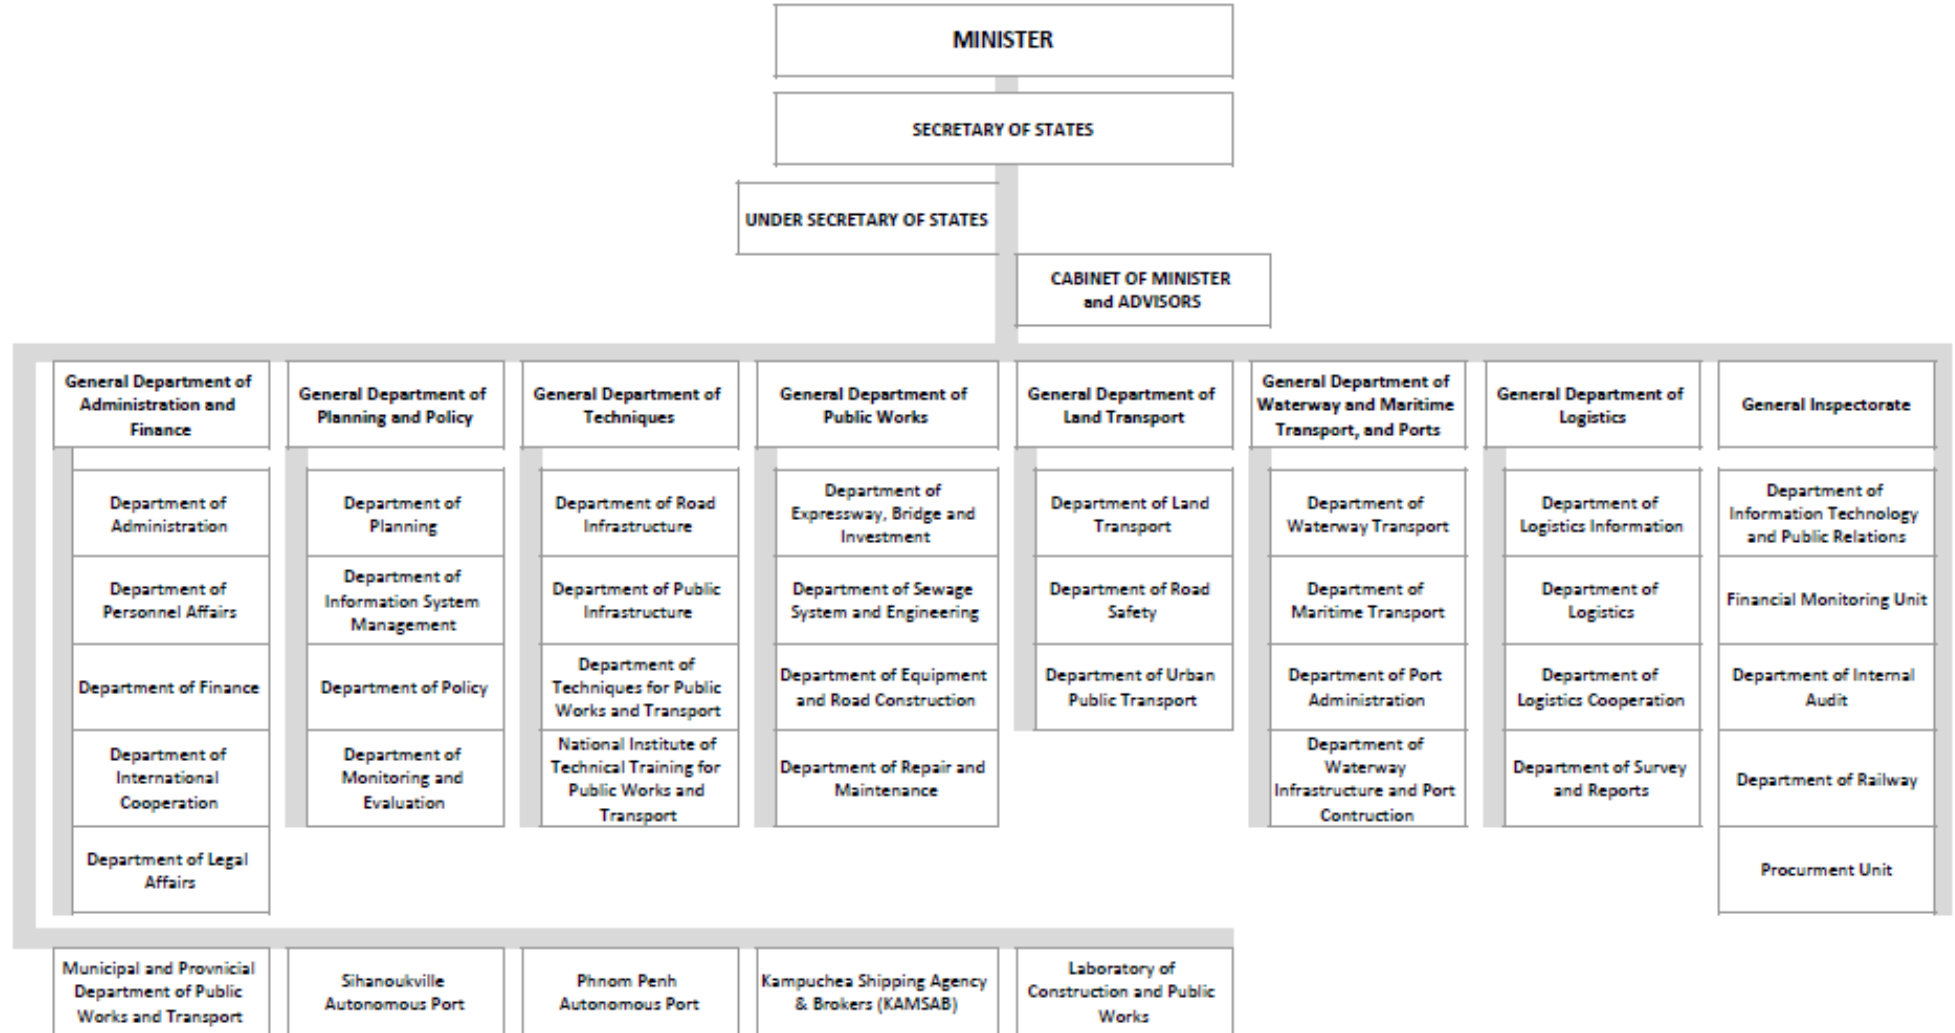 MINISTER
SECRETARY OF STATES
UNDER SECRETARY OF STATES
CABINET OF MINISTER
and ADVISORS
General Department of
Administration and
Finance
General Department of
Planning and Policy
General Department of
Techniques
General Department of
Public Works
General Department of
Land Transport
General Department of
Waterway and Maritime
Transport, and Ports
General Department of
Logistics
General Inspectorate
Department of
Administration
Department of
Planning
Department of Road
Infrastructure
Department of
Expressway, Bridge and
Investment
Department of Land
Transport
Department of
Waterway Transport
Department of
Logistics Information
Department of
Information Technology
and Public Relations
Department of
Personnel Affairs
Department of
Information System
Management
Department of Public
Infrastructure
Department of Sewage
System and Engineering
Department of Road
Safety
Department of
Maritime Transport
Department of
Logistics
Financial Monitoring Unit
Department of Finance
Department of Policy
Department of
Techniques for Public
Works and Transport
Department of Equipment
and Road Construction
Department of Urban
Public Transport
Department of Port
Administration
Department of
Logistics Cooperation
Department of Internal
Audit
Department of
International
Cooperation
Department of
Monitoring and
Evaluation
National Institute of
Technical Training for
Public Works and
Transport
Department of Repair and
Maintenance
Department of
Waterway
Infrastructure and Port
Contruction
Department of Survey
and Reports
Department of Railway
Department of Legal
Affairs
Procurment Unit
Municipal and Provnicial
Department of Public
Works and Transport
Sihanoukville
Autonomous Port
Phnom Penh
Autonomous Port
Kampuchea Shipping Agency
& Brokers (KAMSAB)
Laboratory of
Construction and Public
Works